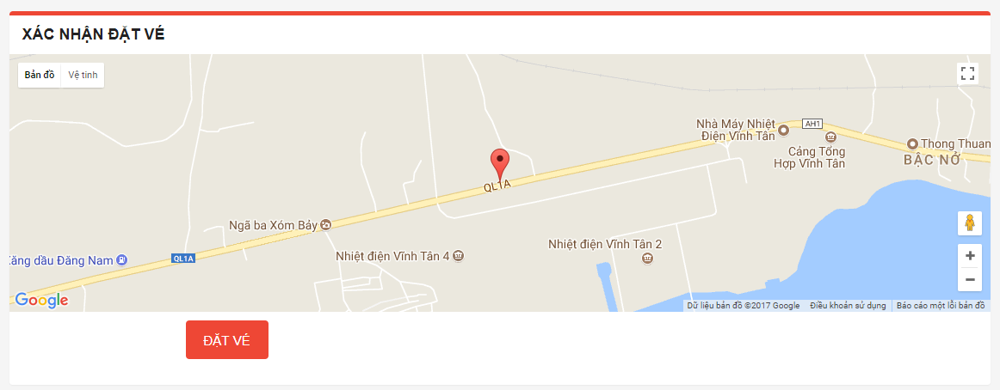 XÁC NHẬN ĐẶT VÉ
Bản đồ Vệ tinh
Nhà Máy Nhiệt
Điện Vĩnh Tân
AH1
Cảng Tổng
Hợp Vĩnh Tân
Thong Thuan
BẬC NỞ
QL1A
Ngã ba Xóm Bảy
Nhiệt điện Vĩnh Tân 2
Nhiệt điện Vĩnh Tân 4
QL1A
dầu Đăng Nam
Google
Dữ liệu bản đồ ©2017 Google Điều khoản sử dụng Báo cáo một lỗi bản đồ
ĐẶT VÉ